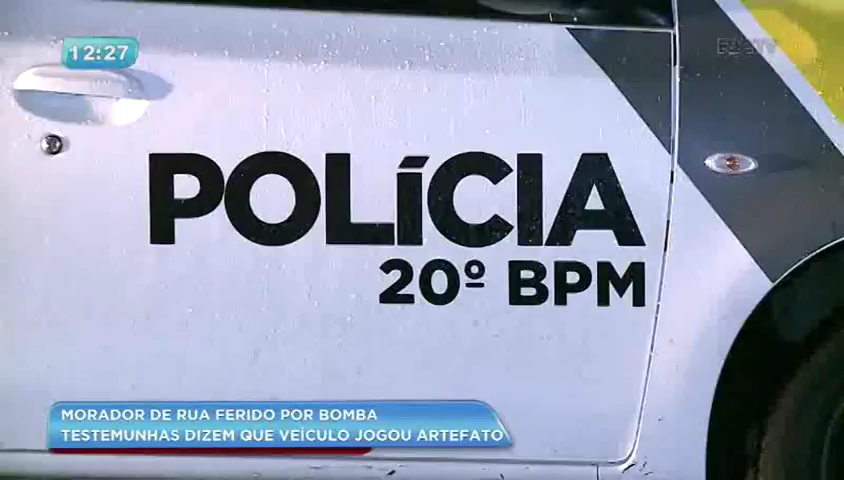 12:27
POLÍCIA
20º BPM
MORADOR DE RUA FERIDO POR BOMBA
TESTEMUNHAS DIZEM QUE VEÍCULO JOGOU ARTEFATO